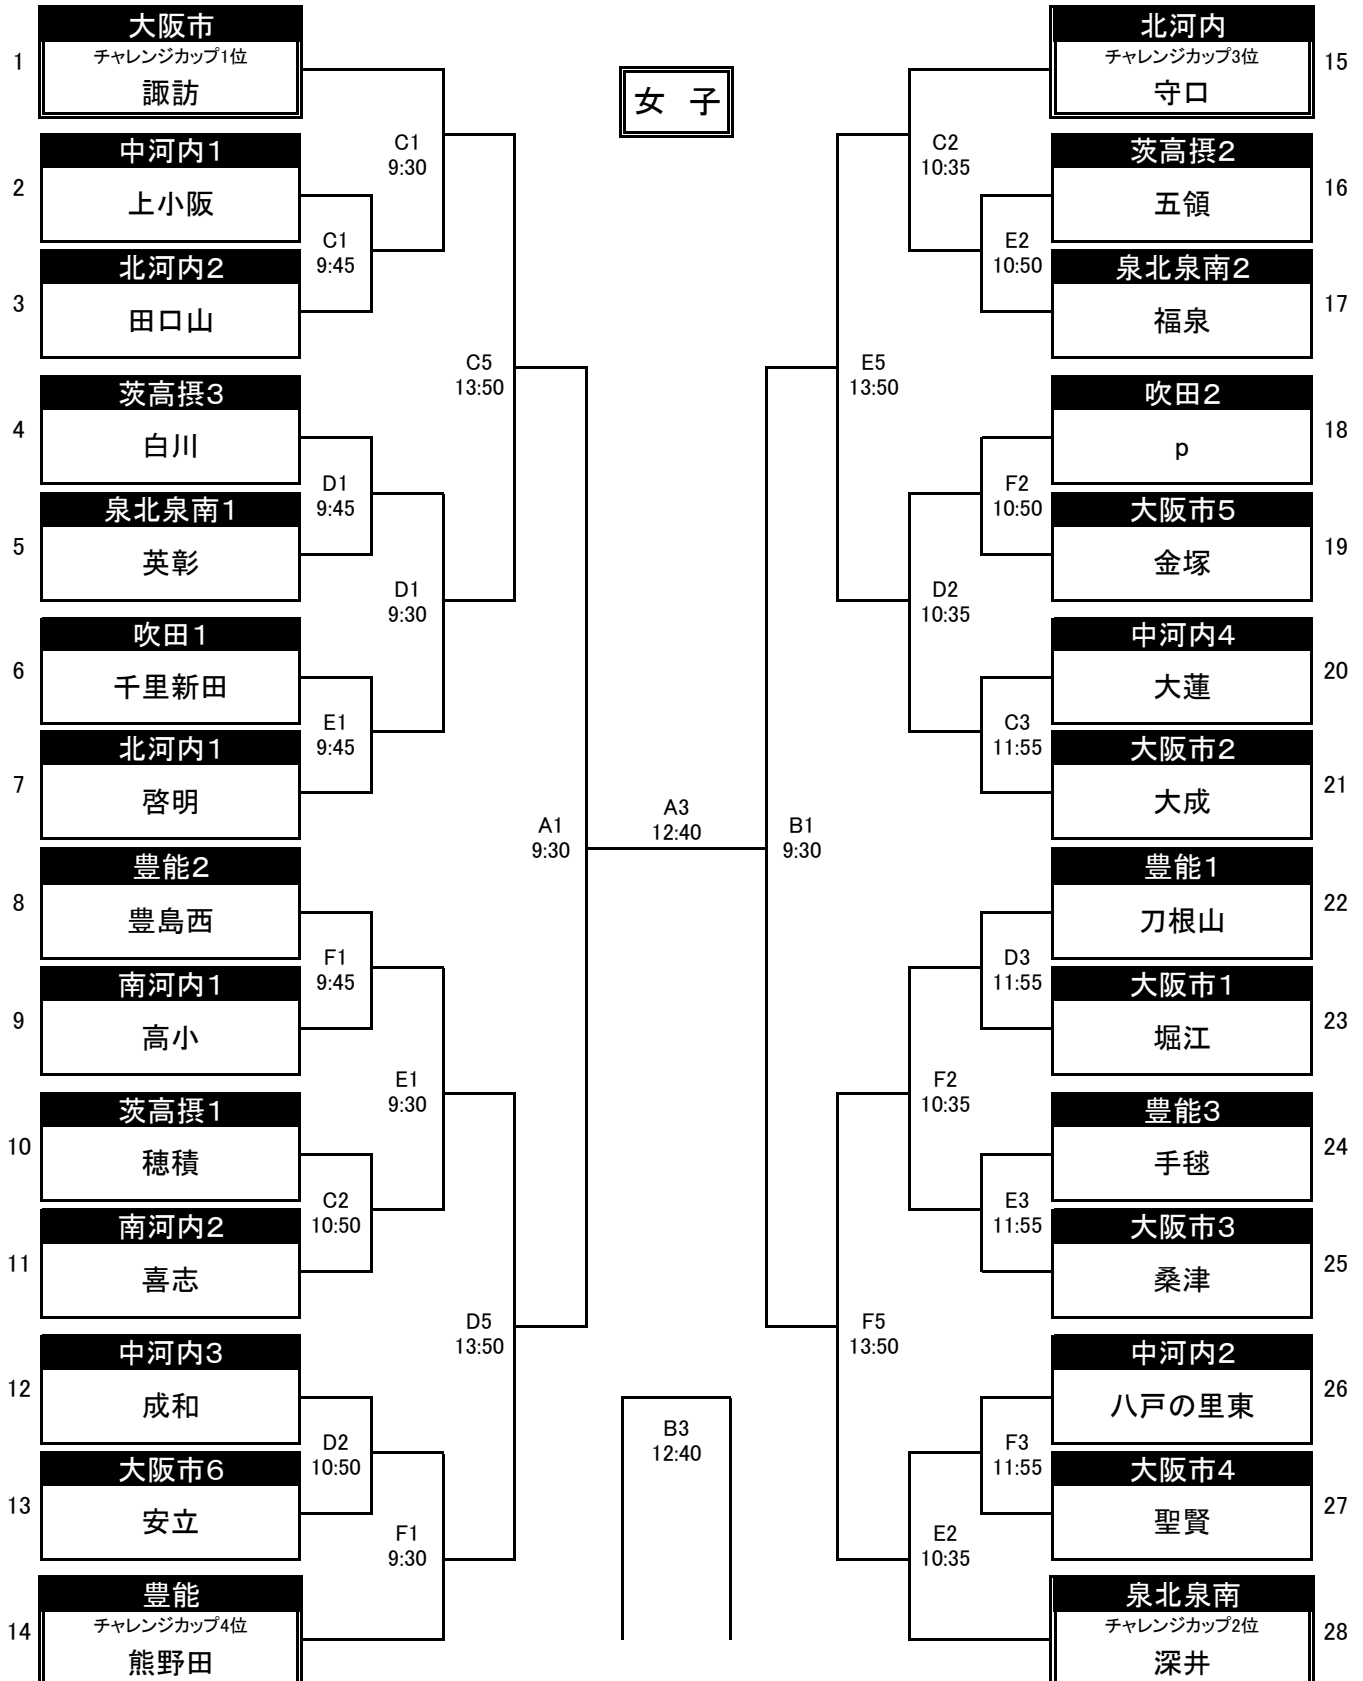 女 子
1
大阪市
チャレンジカップ1位
諏訪
2
中河内1
上小阪
3
北河内2
田口山
4
茨高摂3
白川
5
泉北泉南1
英彰
6
吹田1
千里新田
7
北河内1
啓明
8
豊能2
豊島西
9
南河内1
高小
10
茨高摂1
穂積
11
南河内2
喜志
12
中河内3
成和
13
大阪市6
安立
14
豊能
チャレンジカップ4位
熊野田
C1
9:45
D1
9:45
E1
9:45
F1
9:45
C2
10:50
D2
10:50
C1
9:30
D1
9:30
E1
9:30
F1
9:30
C5
13:50
D5
13:50
A1
9:30
A3
12:40
B3
12:40
B1
9:30
E5
13:50
F5
13:50
C2
10:35
D2
10:35
F2
10:35
E2
10:35
E2
10:50
F2
10:50
C3
11:55
D3
11:55
E3
11:55
F3
11:55
北河内
チャレンジカップ3位
守口
15
茨高摂2
五領
16
泉北泉南2
福泉
17
吹田2
p
18
大阪市5
金塚
19
中河内4
大蓮
20
大阪市2
大成
21
豊能1
刀根山
22
大阪市1
堀江
23
豊能3
手毬
24
大阪市3
桑津
25
中河内2
八戸の里東
26
大阪市4
聖賢
27
泉北泉南
チャレンジカップ2位
深井
28